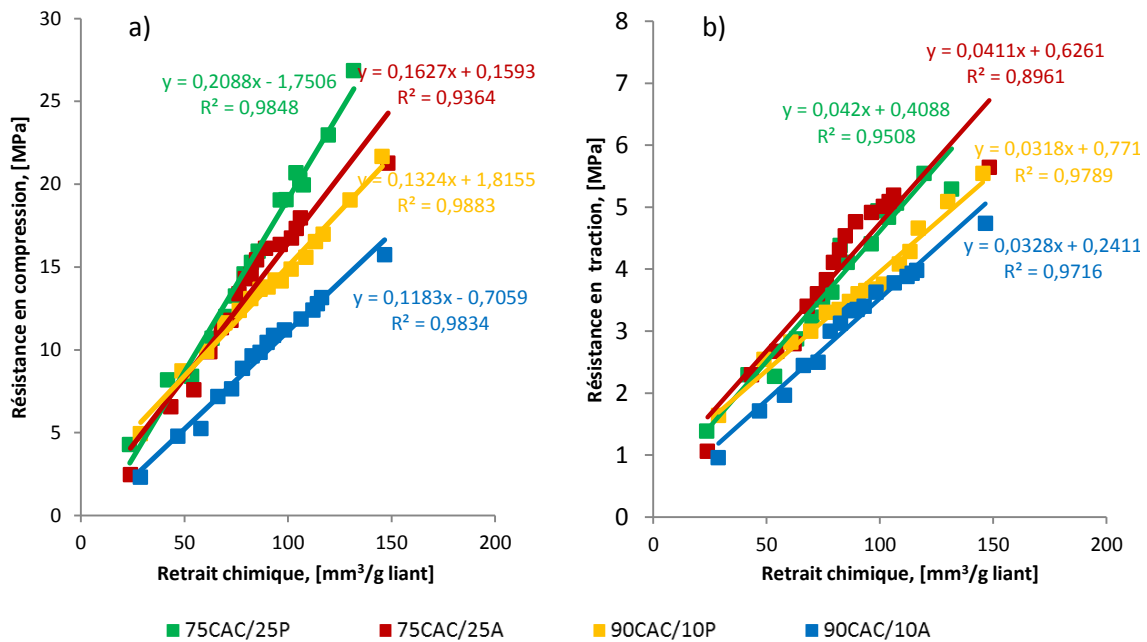 a)
y = 0,2088x - 1,7506
R² = 0,9848
y = 0,1627x + 0,1593
R² = 0,9364
y = 0,1324x + 1,8155
R² = 0,9883
y = 0,1183x - 0,7059
R² = 0,9834
Résistance en compression, [MPa]
30
25
20
15
10
5
0
0 50 100 150 200
Retrait chimique, [mm³/g liant]
b)
y = 0,0411x + 0,6261
R² = 0,8961
y = 0,042x + 0,4088
R² = 0,9508
y = 0,0318x + 0,771
R² = 0,9789
y = 0,0328x + 0,2411
R² = 0,9716
Résistance en traction, [MPa]
8
7
6
5
4
3
2
1
0
0 50 100 150 200
Retrait chimique, [mm³/g liant]
75CAC/25P 75CAC/25A 90CAC/10P 90CAC/10A